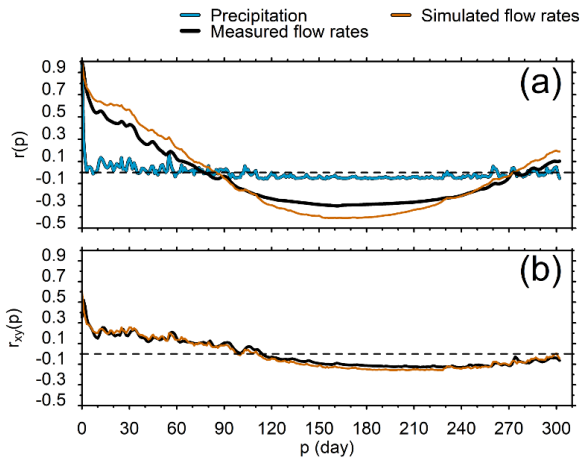 Precipitation Simulated flow rates
Measured flow rates
(a)
r(p)
0.9
0.7
0.5
0.3
0.1
-0.1
-0.3
-0.5
(b)
rxy(p)
0.9
0.7
0.5
0.3
0.1
-0.1
-0.3
-0.5
0 30 60 90 120 150 180 210 240 270 300
p (day)